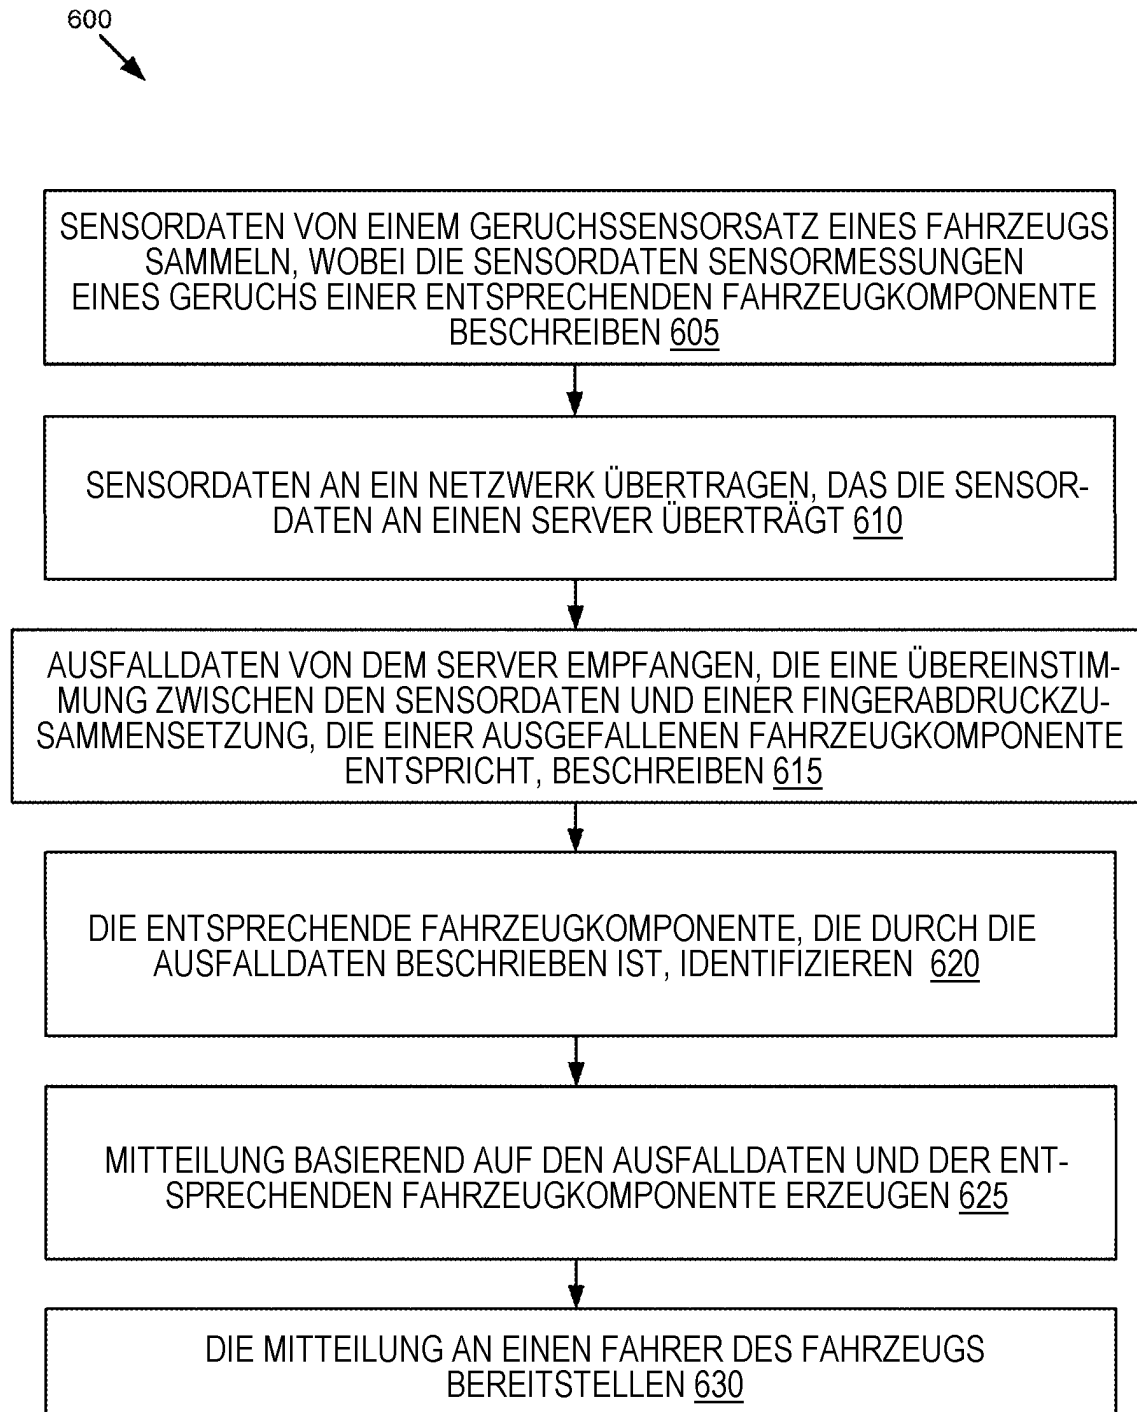 600
SENSORDATEN VON EINEM GERUCHSSENSORSATZ EINES FAHRZEUGS
SAMMELN, WOBEI DIE SENSORDATEN SENSORMESSUNGEN
EINES GERUCHS EINER ENTSPRECHENDEN FAHRZEUGKOMPONENTE
BESCHREIBEN 605
SENSORDATEN AN EIN NETZWERK ÜBERTRAGEN, DAS DIE SENSOR-
DATEN AN EINEN SERVER ÜBERTRÄGT 610
AUSFALLDATEN VON DEM SERVER EMPFANGEN, DIE EINE ÜBEREINSTIM-
MUNG ZWISCHEN DEN SENSORDATEN UND EINER FINGERABDRUCKZU-
SAMMENSETZUNG, DIE EINER AUSGEFALLENEN FAHRZEUGKOMPONENTE
ENTSPRICHT, BESCHREIBEN 615
DIE ENTSPRECHENDE FAHRZEUGKOMPONENTE, DIE DURCH DIE
AUSFALLDATEN BESCHRIEBEN IST, IDENTIFIZIEREN 620
MITTEILUNG BASIEREND AUF DEN AUSFALLDATEN UND DER ENT-
SPRECHENDEN FAHRZEUGKOMPONENTE ERZEUGEN 625
DIE MITTEILUNG AN EINEN FAHRER DES FAHRZEUGS
BEREITSTELLEN 630